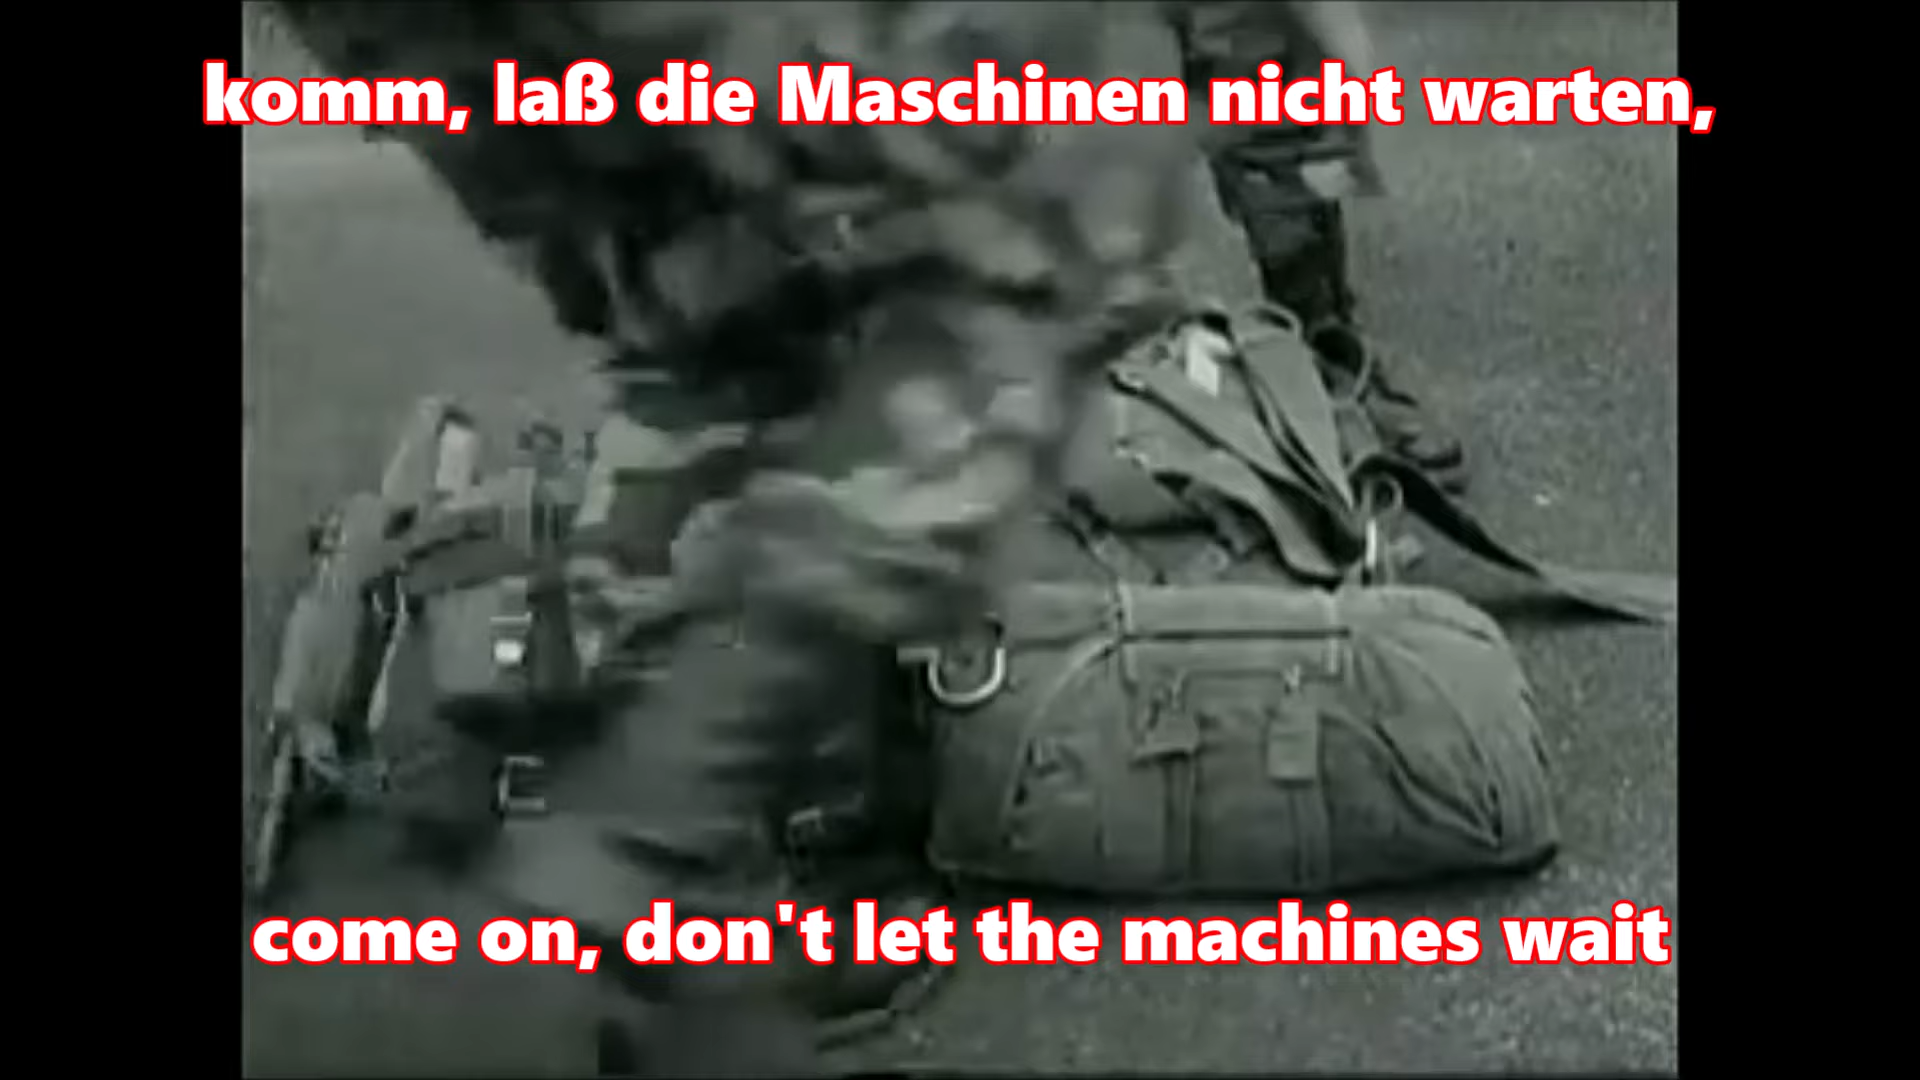 komm, laß die Maschinen nicht warten,
come on, don't let the machines wait